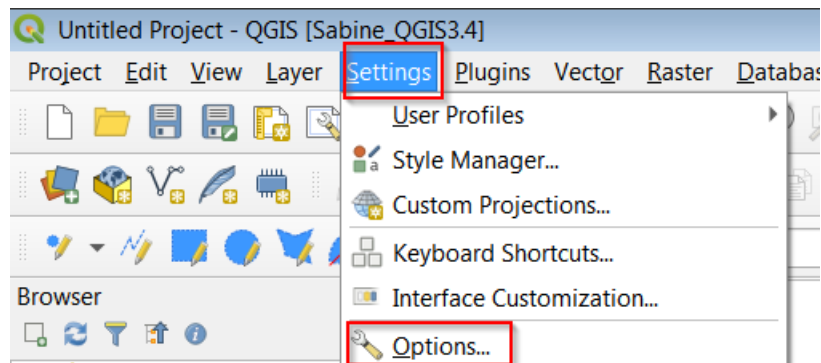 Untitled Project - QGIS [Sabine_QGIS3.4]
Project Edit View Layer Settings Plugins Vector Raster
User Profiles
Style Manager...
Custom Projections...
Keyboard Shortcuts...
Interface Customization...
Browser
Options...